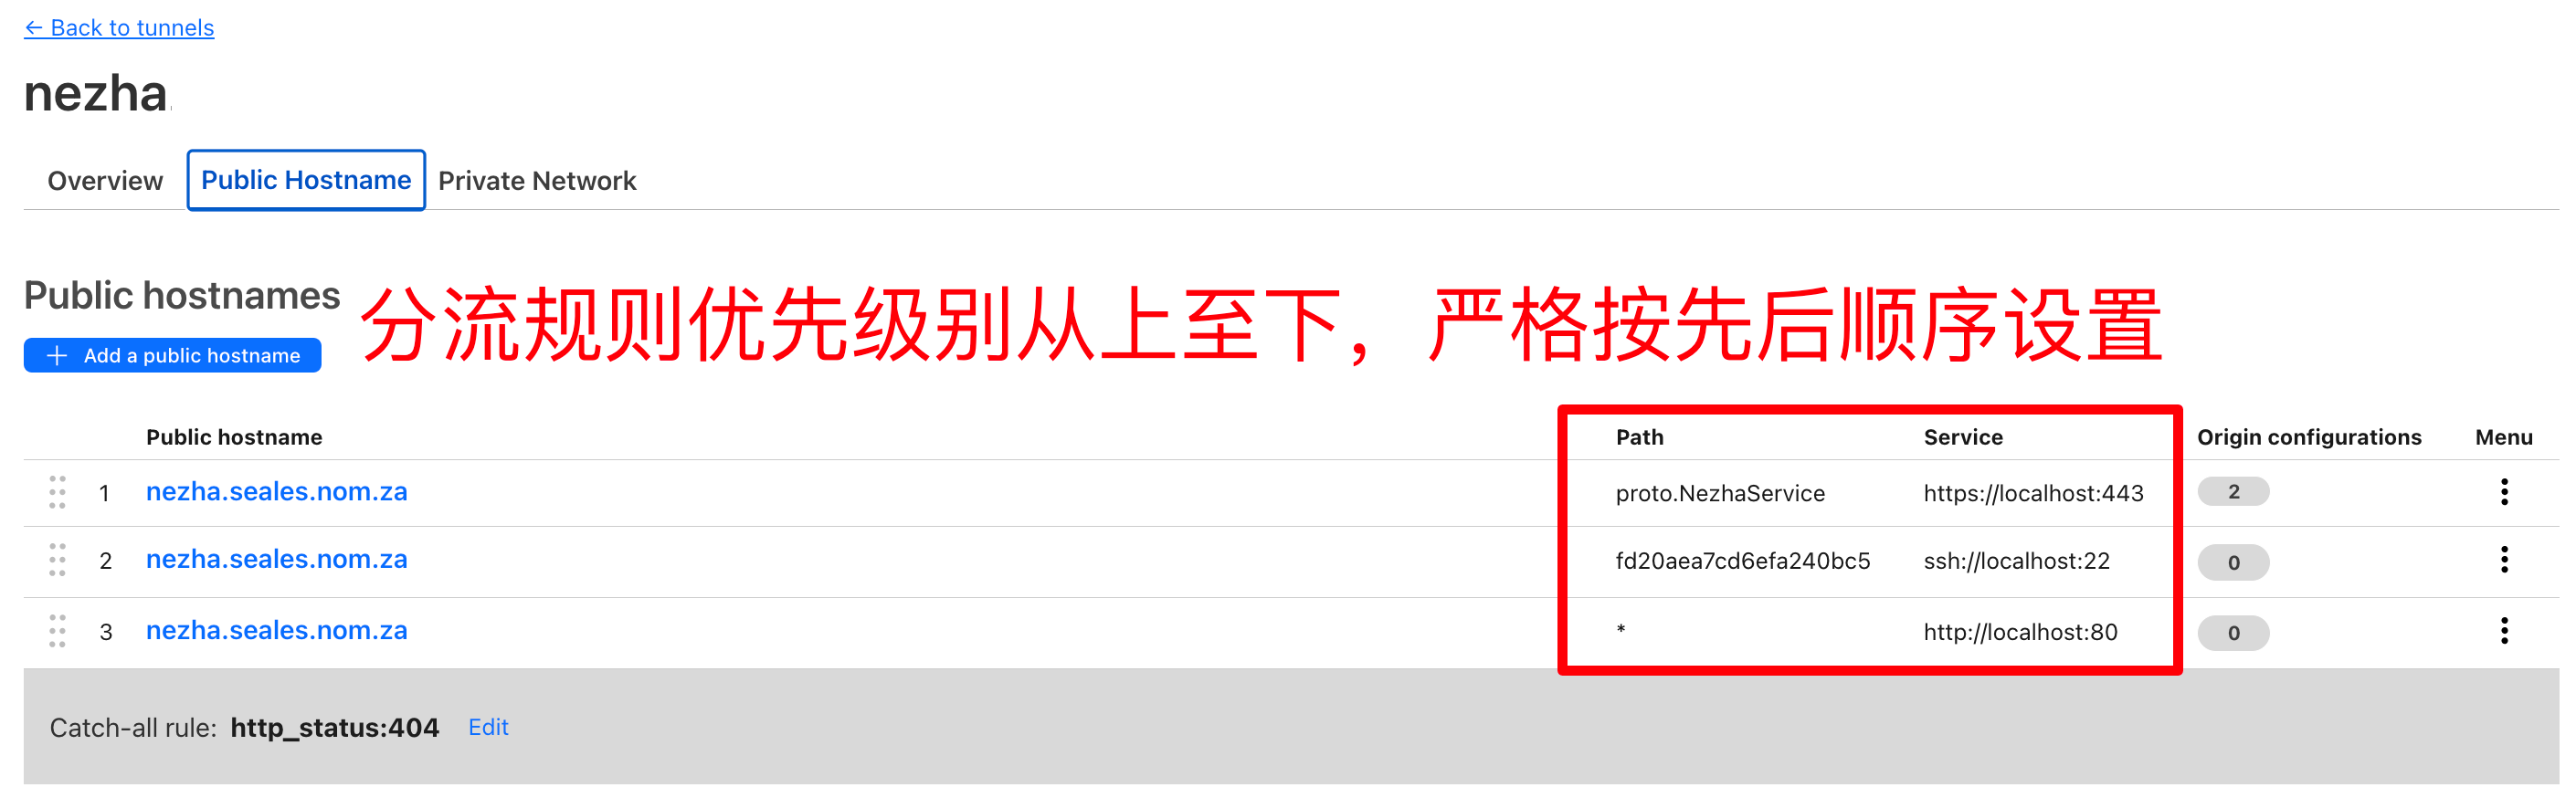 ← Back to tunnels
nezha
Overview Public Hostname Private Network
Public hostnames
分流规则优先级别从上至下，严格按先后顺序设置
+ Add a public hostname
Public hostname Path Service Origin configurations Menu
1 nezha.seales.nom.za proto.NezhaService https://localhost:443 2
2 nezha.seales.nom.za fd20aea7cd6efa240bc5 ssh://localhost:22 0
3 nezha.seales.nom.za * http://localhost:80 0
Catch-all rule: http_status:404 Edit